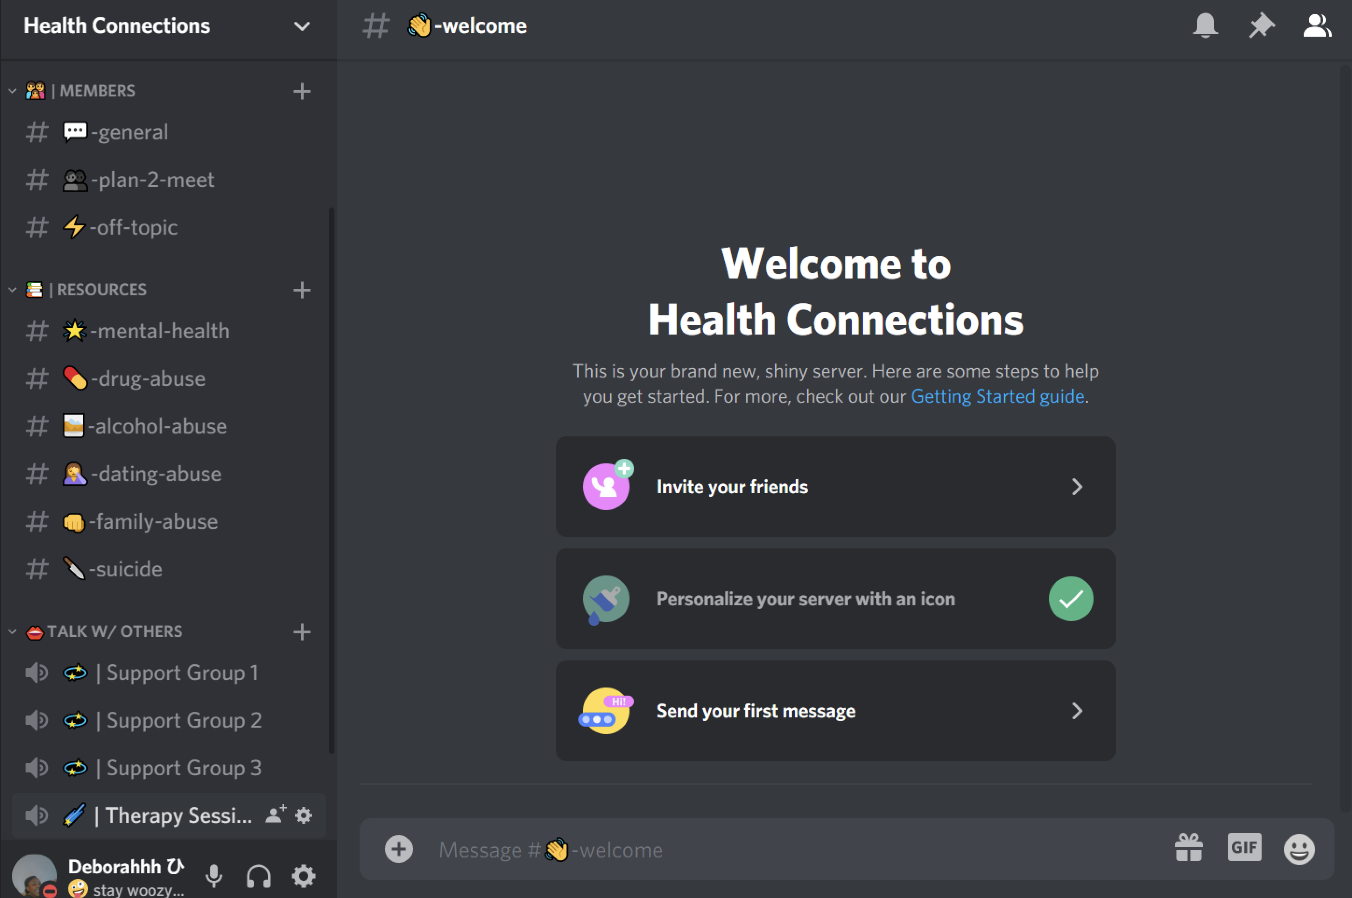 Health Connections
| MEMBERS
-general
-plan-2-meet
-off-topic
| RESOURCES
-mental-health
-drug-abuse
-alcohol-abuse
-dating-abuse
-family-abuse
-suicide
TALK W/ OTHERS
| Support Group 1
| Support Group 2
| Support Group 3
| Therapy Sessi...
Deborahhh ひ
stay woozy...
# 👋-welcome
Welcome to
Health Connections
This is your brand new, shiny server. Here are some steps to help
you get started. For more, check out our Getting Started guide.
Invite your friends
Personalize your server with an icon
Hi!
Send your first message
Message #👋-welcome
GIF